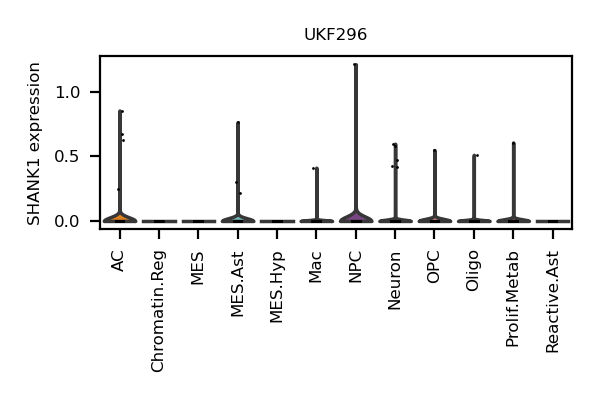 UKF296
SHANK1 expression
1.0
0.5
0.0
AC
Chromatin.Reg
MES
MES.Ast
MES.Hyp
Mac
NPC
Neuron
OPC
Oligo
Prolif.Metab
Reactive.Ast